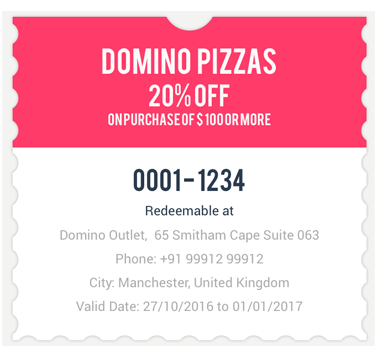 DOMINO PIZZAS
20% OFF
ON PURCHASE OF $ 100 OR MORE
0001-1234
Redeemable at
Domino Outlet, 65 Smitham Cape Suite 063
Phone: +91 99912 99912
City: Manchester, United Kingdom
Valid Date: 27/10/2016 to 01/01/2017